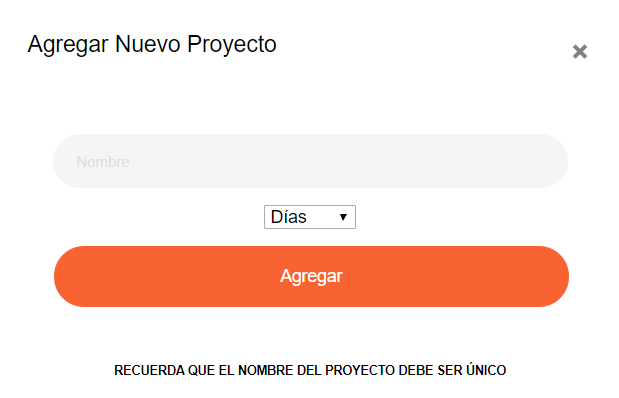 Agregar Nuevo Proyecto
Nombre
Días
Agregar
RECUERDA QUE EL NOMBRE DEL PROYECTO DEBE SER ÚNICO